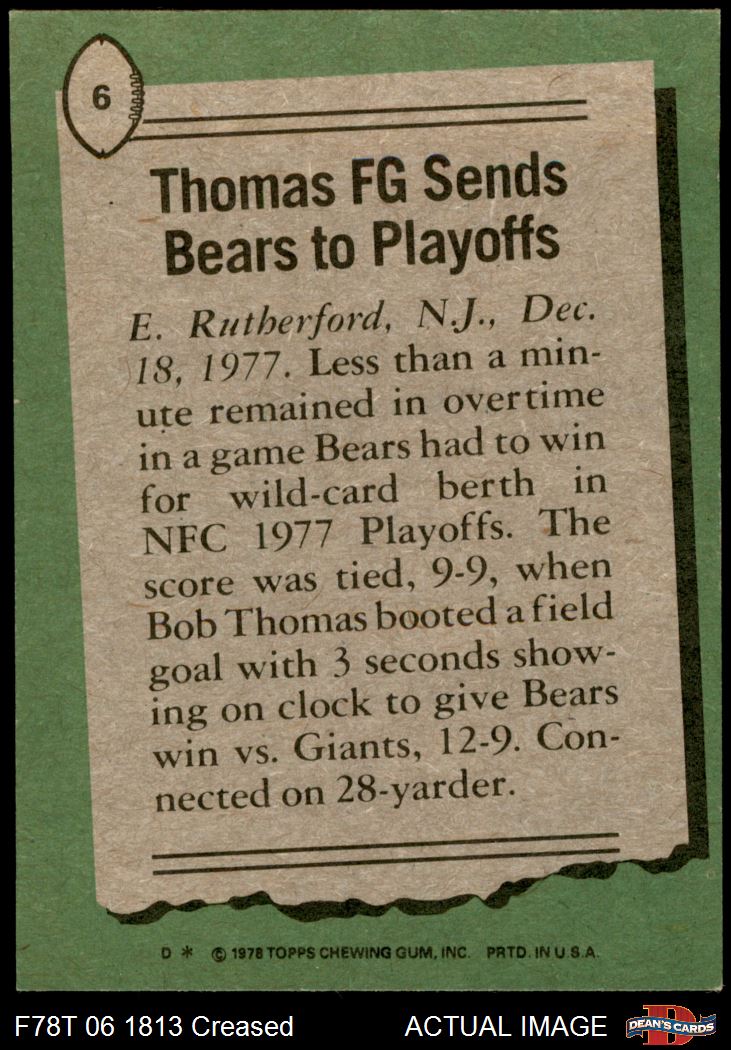 6
Thomas FG Sends
Bears to Playoffs
E. Rutherford, N.J., Dec.
18, 1977. Less than a min-
ute remained in overtime
in a game Bears had to win
for wild-card berth in
NFC 1977 Playoffs. The
score was tied, 9-9, when
Bob Thomas booted a field
goal with 3 seconds show-
ing on clock to give Bears
win vs. Giants, 12-9. Con-
nected on 28-yarder.
D * © 1978 TOPPS CHEWING GUM, INC. PRTD. IN U.S.A.
F78T 06 1813 Creased ACTUAL IMAGE DEAN'S CARDS